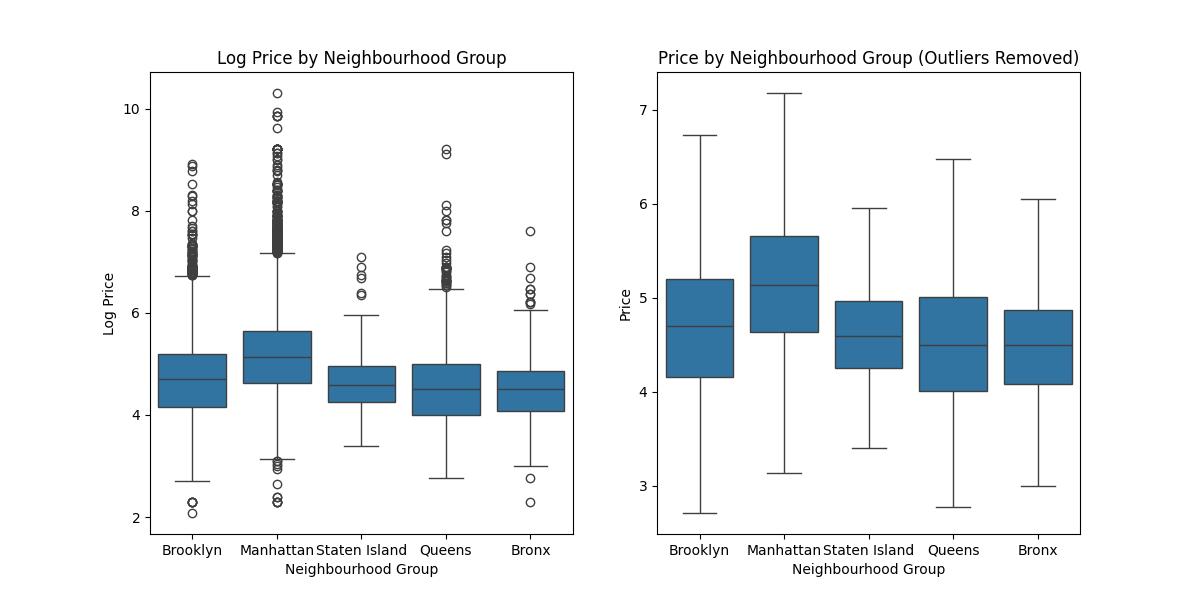 Log Price by Neighbourhood Group
Log Price
10
8
6
4
2
Brooklyn Manhattan Staten Island Queens Bronx
Neighbourhood Group
Price by Neighbourhood Group (Outliers Removed)
Price
7
6
5
4
3
Brooklyn Manhattan Staten Island Queens Bronx
Neighbourhood Group